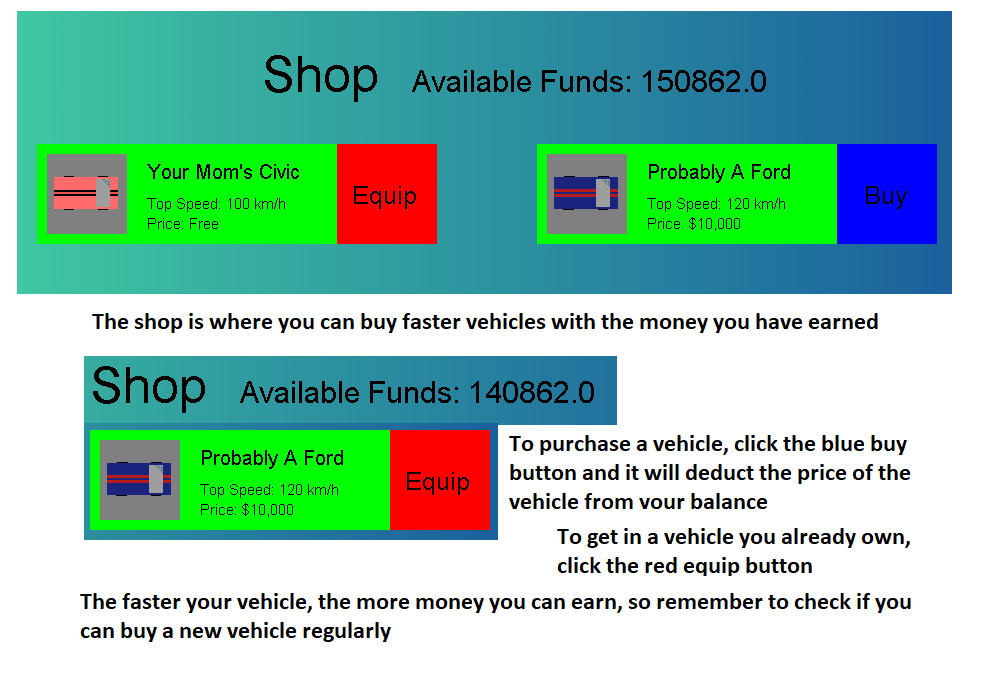 Shop Available Funds: 150862.0
Your Mom's Civic
Top Speed: 100 km/h
Price: Free
Equip
Probably A Ford
Top Speed: 120 km/h
Price: $10,000
Buy
The shop is where you can buy faster vehicles with the money you have earned
Shop Available Funds: 140862.0
Probably A Ford
Top Speed: 120 km/h
Price: $10,000
Equip
To purchase a vehicle, click the blue buy
button and it will deduct the price of the
vehicle from your balance
To get in a vehicle you already own,
click the red equip button
The faster your vehicle, the more money you can earn, so remember to check if you
can buy a new vehicle regularly